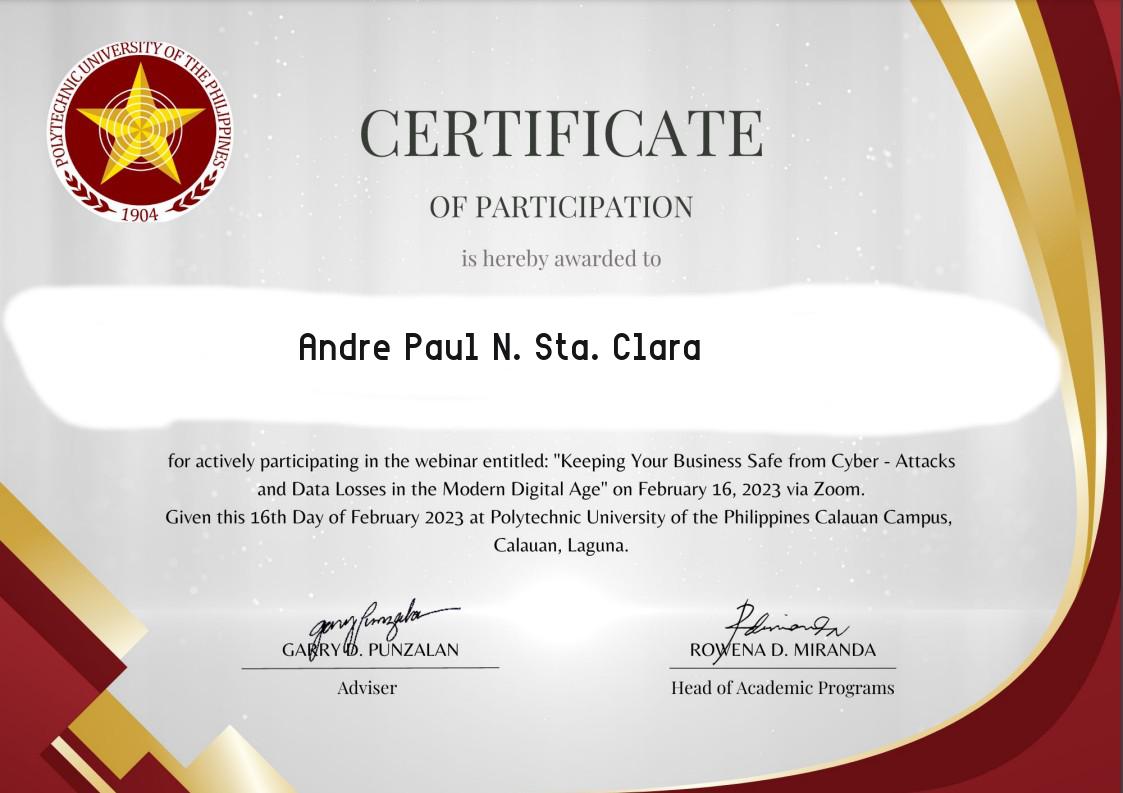 POLYTECHNIC UNIVERSITY OF THE PHILIPPINES
1904
CERTIFICATE
OF PARTICIPATION
is hereby awarded to
Andre Paul N. Sta. Clara
for actively participating in the webinar entitled: "Keeping Your Business Safe from Cyber - Attacks
and Data Losses in the Modern Digital Age" on February 16, 2023 via Zoom.
Given this 16th Day of February 2023 at Polytechnic University of the Philippines Calauan Campus,
Calauan, Laguna.
GARRY D. PUNZALAN
Adviser
ROWENA D. MIRANDA
Head of Academic Programs